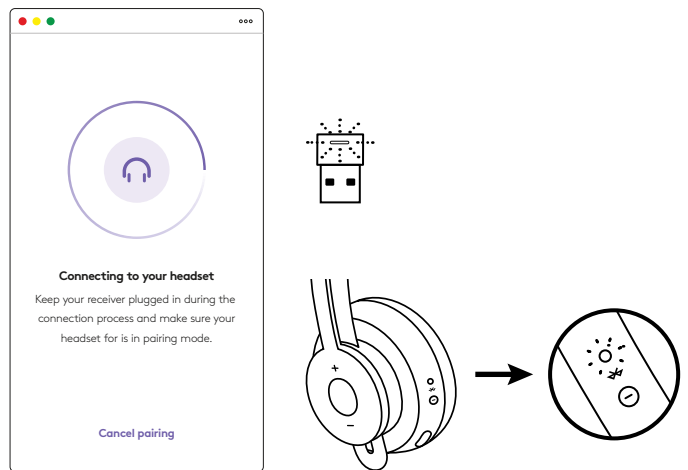 Connecting to your headset
Keep your receiver plugged in during the
connection process and make sure your
headset for is in pairing mode.
Cancel pairing